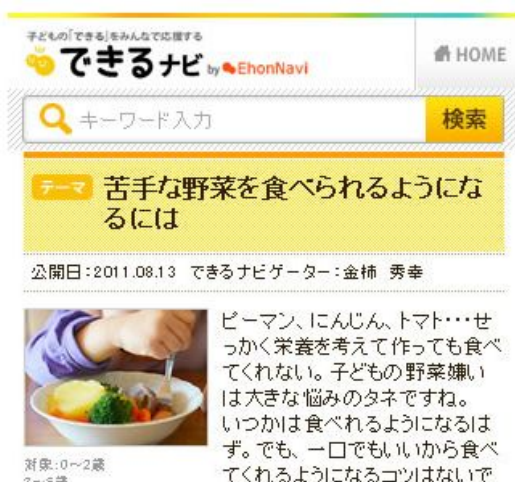 子どもの「できる」をみんなで応援する
できるナビ by EhonNavi
HOME
キーワード入力
検索
テーマ 苦手な野菜を食べられるようにな
るには
公開日:2011.08.13 できるナビゲーター:金柿 秀幸
ピーマン、にんじん、トマト・・・せ
っかく栄養を考えて作っても食べ
てくれない。子どもの野菜嫌い
は大きな悩みのタネですね。
いつかは食べれるようになるは
ず。でも、一口でもいいから食べ
てくれるようになるコツはないで
対象:0〜2歳